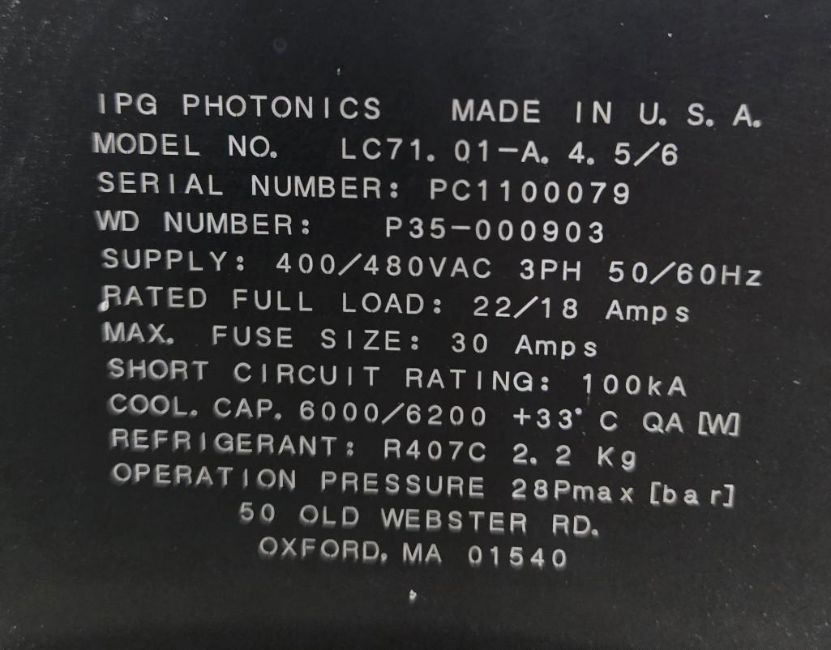 IPG PHOTONICS MADE IN U. S. A.
MODEL NO. LC71. 01-A. 4. 5/6
SERIAL NUMBER: PC1100079
WD NUMBER: P35-000903
SUPPLY: 400/480VAC 3PH 50/60Hz
RATED FULL LOAD: 22/18 Amps
MAX. FUSE SIZE: 30 Amps
SHORT CIRCUIT RATING: 100kA
COOL. CAP. 6000/6200 +33° C QA [W]
REFRIGERANT: R407C 2. 2 Kg
OPERATION PRESSURE 28Pmax [bar]
50 OLD WEBSTER RD.
OXFORD, MA 01540